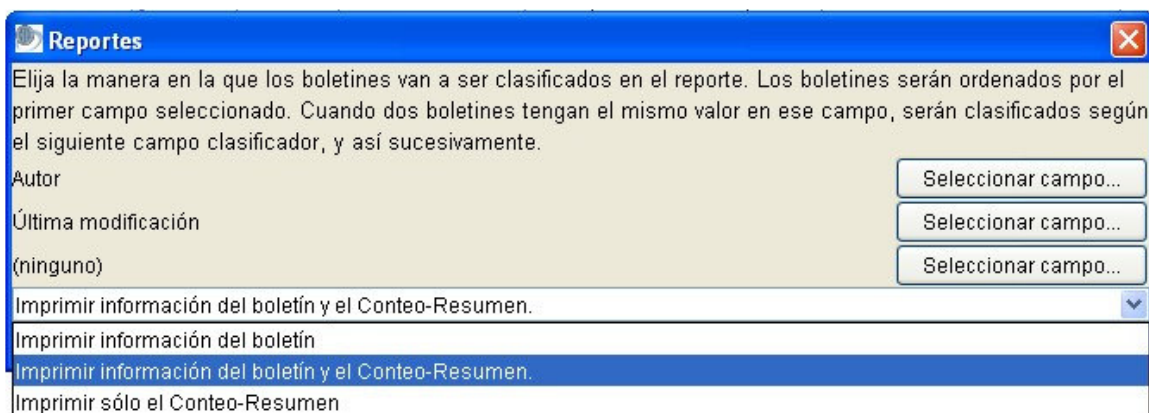 Reportes
Elija la manera en la que los boletines van a ser clasificados en el reporte. Los boletines serán ordenados por el
primer campo seleccionado. Cuando dos boletines tengan el mismo valor en ese campo, serán clasificados según
el siguiente campo clasificador, y así sucesivamente.
Autor Seleccionar campo...
Última modificación Seleccionar campo...
(ninguno) Seleccionar campo...
Imprimir información del boletín y el Conteo-Resumen.
Imprimir información del boletín
Imprimir información del boletín y el Conteo-Resumen.
Imprimir sólo el Conteo-Resumen